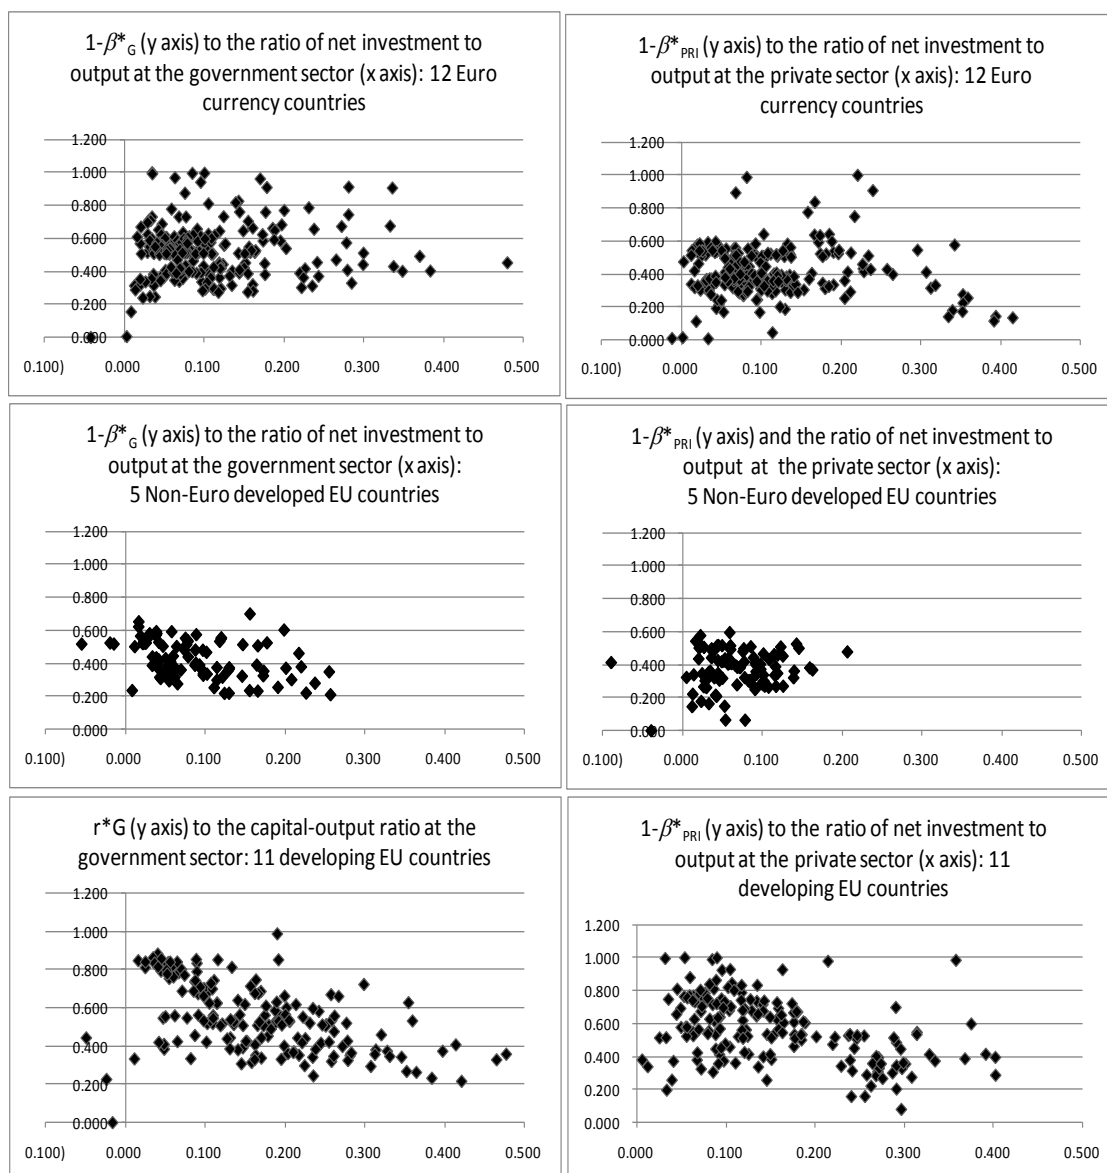 1-β*G (y axis) to the ratio of net investment to
output at the government sector (x axis): 12 Euro
currency countries
1.200
1.000
0.800
0.600
0.400
0.200
0.000
0.100) 0.000 0.100 0.200 0.300 0.400 0.500
1-β*PRI (y axis) to the ratio of net investment to
output at the private sector (x axis): 12 Euro
currency countries
1.200
1.000
0.800
0.600
0.400
0.200
0.000
0.100) 0.000 0.100 0.200 0.300 0.400 0.500
1-β*G (y axis) to the ratio of net investment to
output at the government sector (x axis):
5 Non-Euro developed EU countries
1.200
1.000
0.800
0.600
0.400
0.200
0.000
0.100) 0.000 0.100 0.200 0.300 0.400 0.500
1-β*PRI (y axis) and the ratio of net investment to
output at the private sector (x axis):
5 Non-Euro developed EU countries
1.200
1.000
0.800
0.600
0.400
0.200
0.000
0.100) 0.000 0.100 0.200 0.300 0.400 0.500
r*G (y axis) to the capital-output ratio at the
government sector: 11 developing EU countries
1.200
1.000
0.800
0.600
0.400
0.200
0.000
0.100) 0.000 0.100 0.200 0.300 0.400 0.500
1-β*PRI (y axis) to the ratio of net investment to
output at the private sector (x axis): 11
developing EU countries
1.200
1.000
0.800
0.600
0.400
0.200
0.000
0.000 0.100 0.200 0.300 0.400 0.500